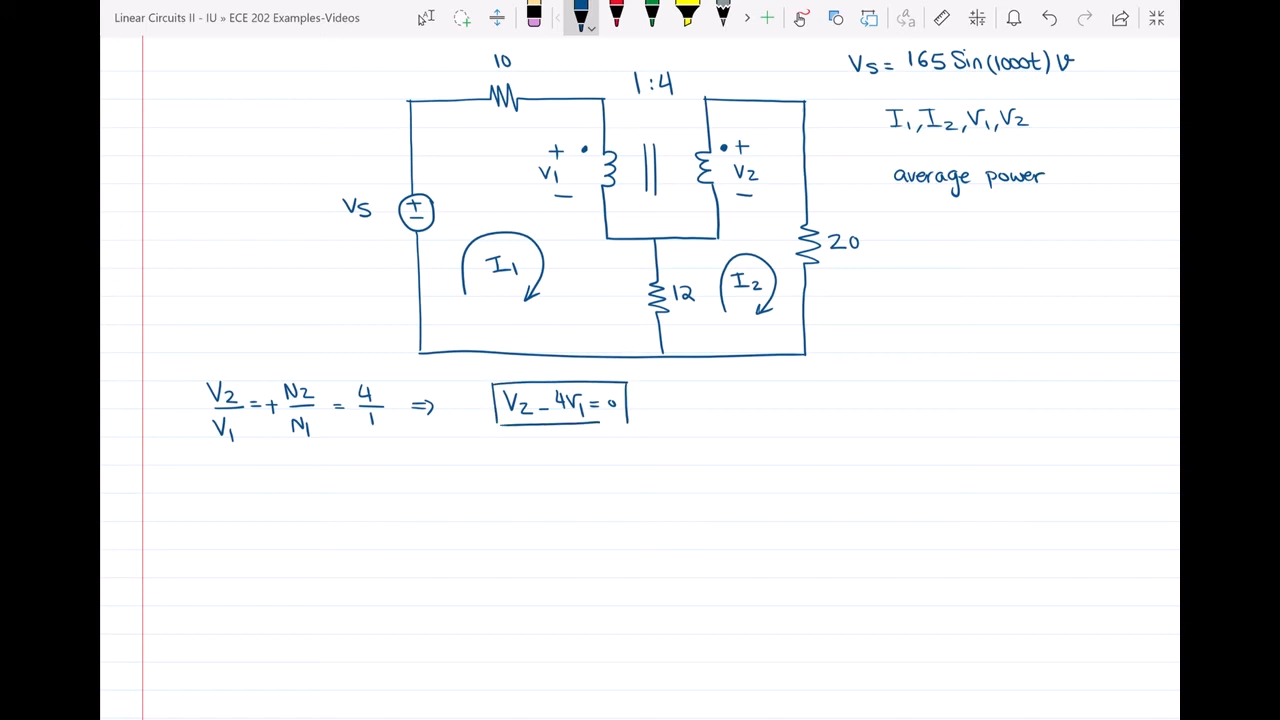 Linear Circuits II - IU » ECE 202 Examples-Videos
10
1:4
Vs = 165 Sin(1000t) V
I1, I2, V1, V2
average power
+ • • +
V1 V2
− −
Vs + −
I1
I2
12
20
V2/V1 = + N2/N1 = 4/1 ⇒ V2 - 4V1 = 0